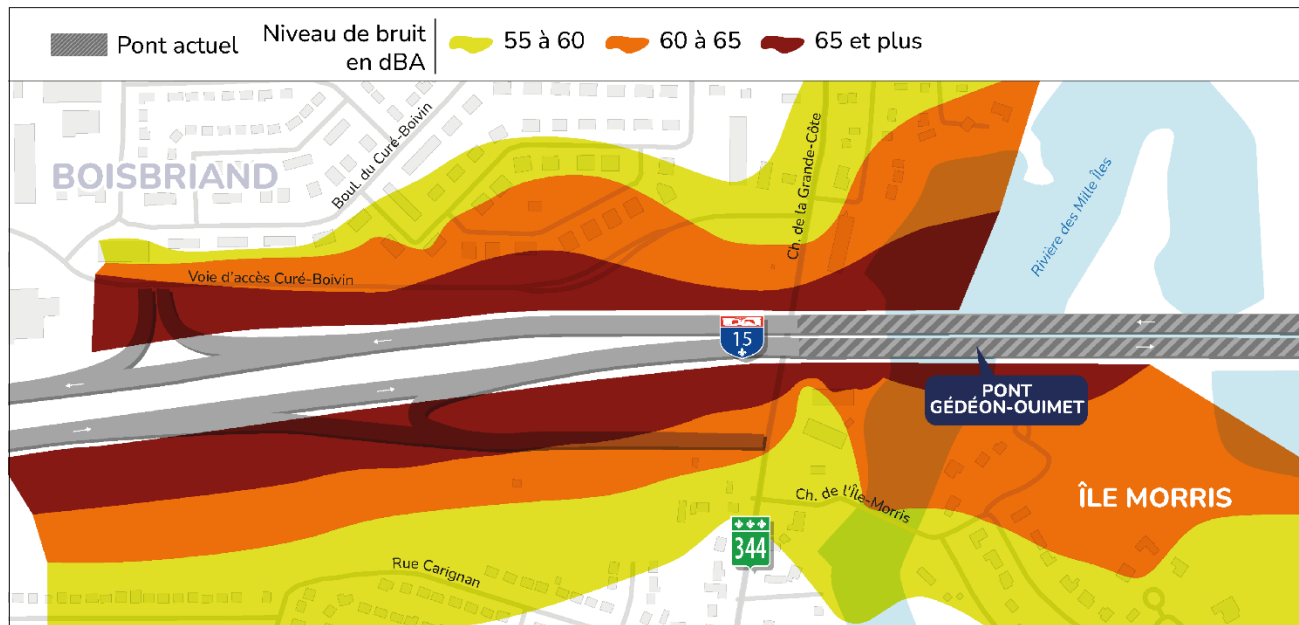 Pont actuel
Niveau de bruit
en dBA
55 à 60
60 à 65
65 et plus
BOISBRIAND
Boul. du Curé-Boivin
Ch. de la Grande-Côte
Rivière des Mille Îles
Voie d'accès Curé-Boivin
15
PONT
GÉDÉON-OUIMET
ÎLE MORRIS
Ch. de l'Île-Morris
344
Rue Carignan